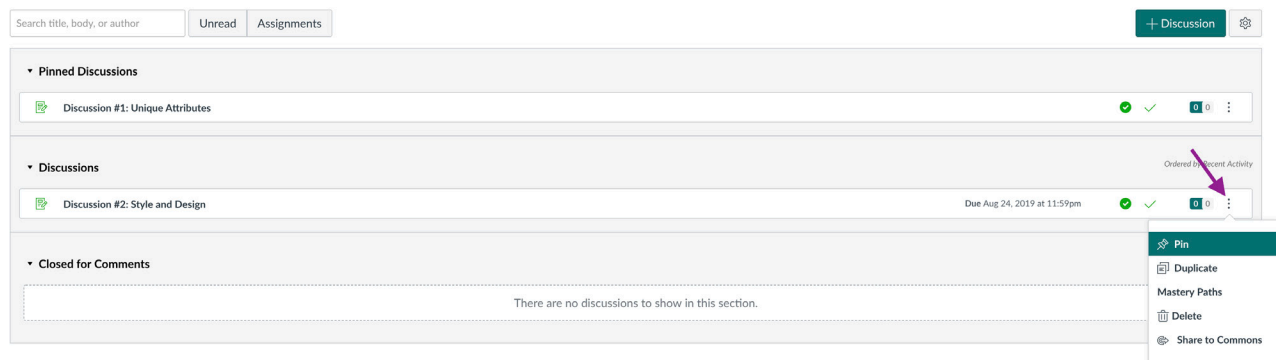 Search title, body, or author
Unread
Assignments
+ Discussion
Pinned Discussions
Discussion #1: Unique Attributes
0 0
Discussions
Ordered by Recent Activity
Discussion #2: Style and Design
Due Aug 24, 2019 at 11:59pm
0 0
Pin
Duplicate
Mastery Paths
Delete
Share to Commons
Closed for Comments
There are no discussions to show in this section.